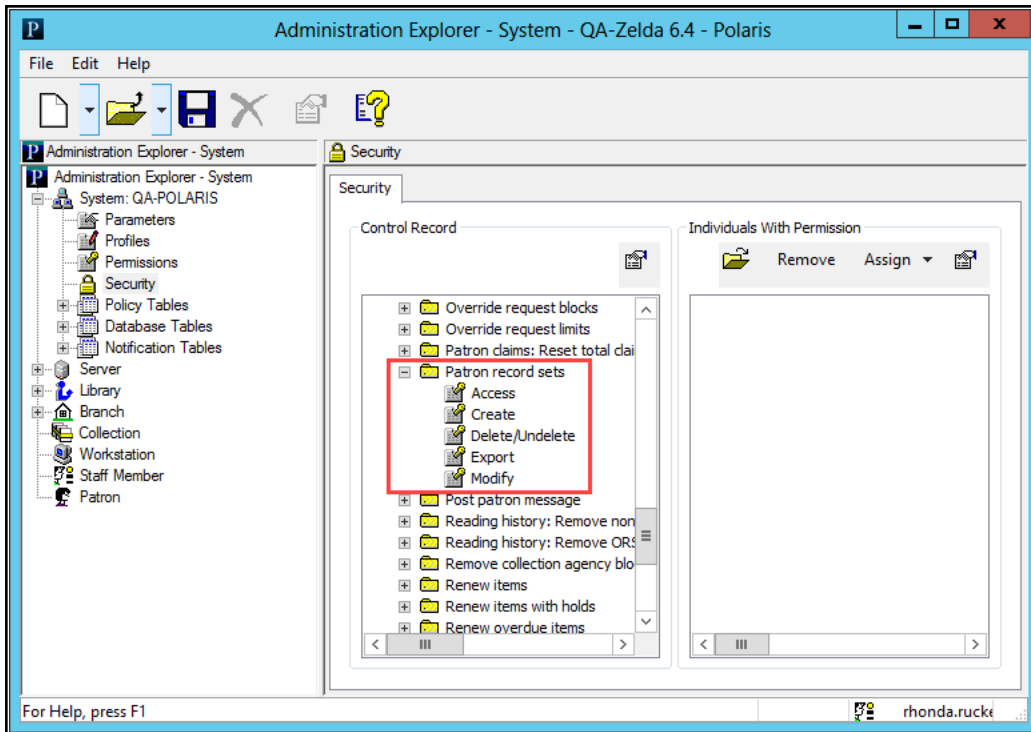 P
Administration Explorer - System - QA-Zelda 6.4 - Polaris
File Edit Help
P Administration Explorer - System
Security
P Administration Explorer - System
System: QA-POLARIS
Parameters
Profiles
Permissions
Security
Policy Tables
Database Tables
Notification Tables
Server
Library
Branch
Collection
Workstation
Staff Member
Patron
Security
Control Record
Override request blocks
Override request limits
Patron claims: Reset total clai
Patron record sets
Access
Create
Delete/Undelete
Export
Modify
Post patron message
Reading history: Remove non
Reading history: Remove ORS
Remove collection agency blo
Renew items
Renew items with holds
Renew overdue items
Individuals With Permission
Remove Assign
For Help, press F1
rhonda.rucke